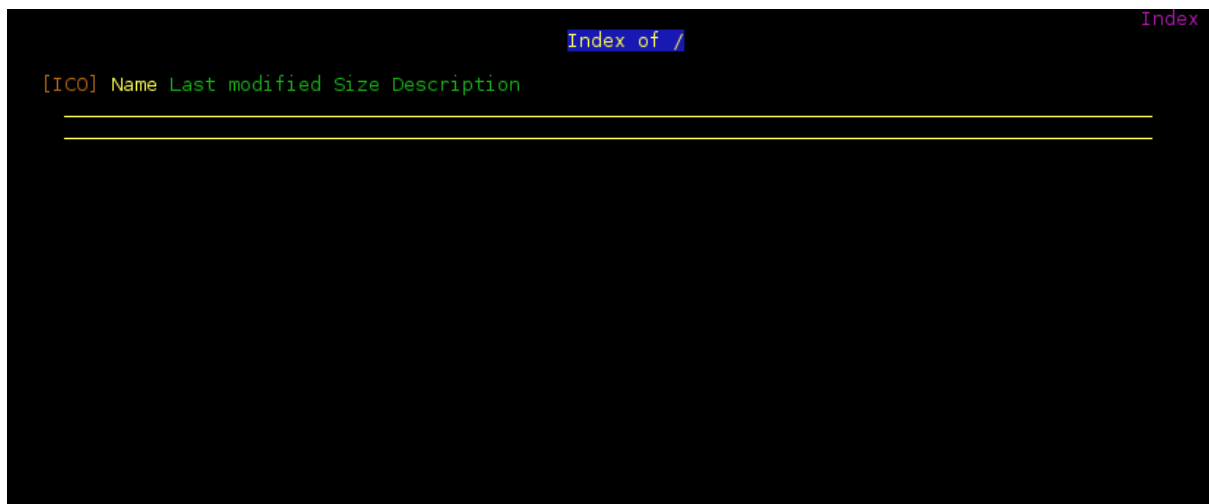 Index
Index of /
[ICO] Name Last modified Size Description